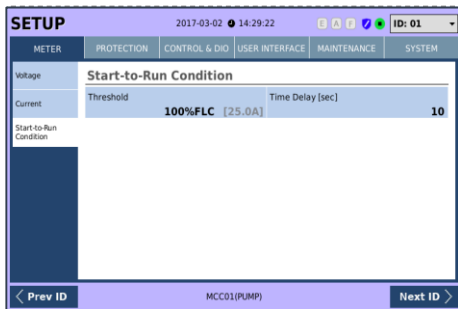 SETUP 2017-03-02 14:29:22 E A F ID: 01
METER PROTECTION CONTROL & DIO USER INTERFACE MAINTENANCE SYSTEM
Voltage
Current
Start-to-Run
Condition
Start-to-Run Condition
Threshold
100%FLC [25.0A]
Time Delay [sec]
10
Prev ID MCC01(PUMP) Next ID